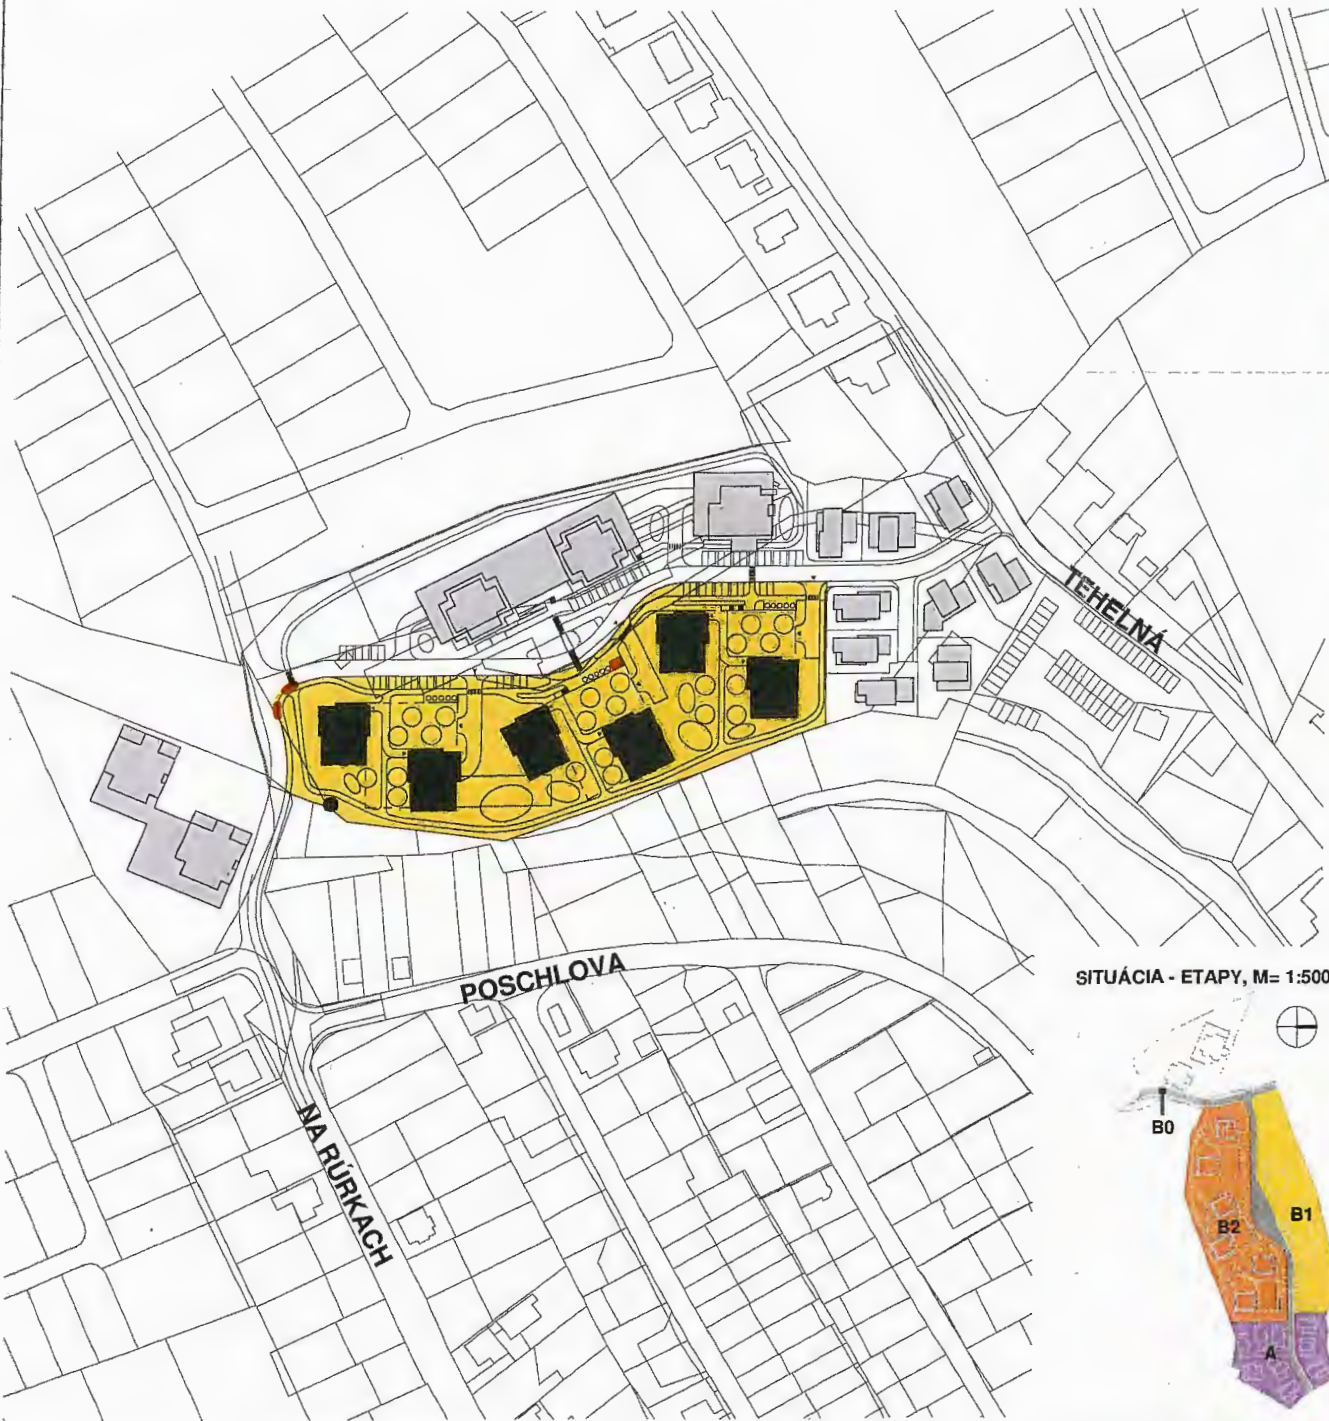 TEHELNÁ
POSCHLOVA
NA RÚRKACH
SITUÁCIA - ETAPY, M= 1:500
B0
B2
B1
A